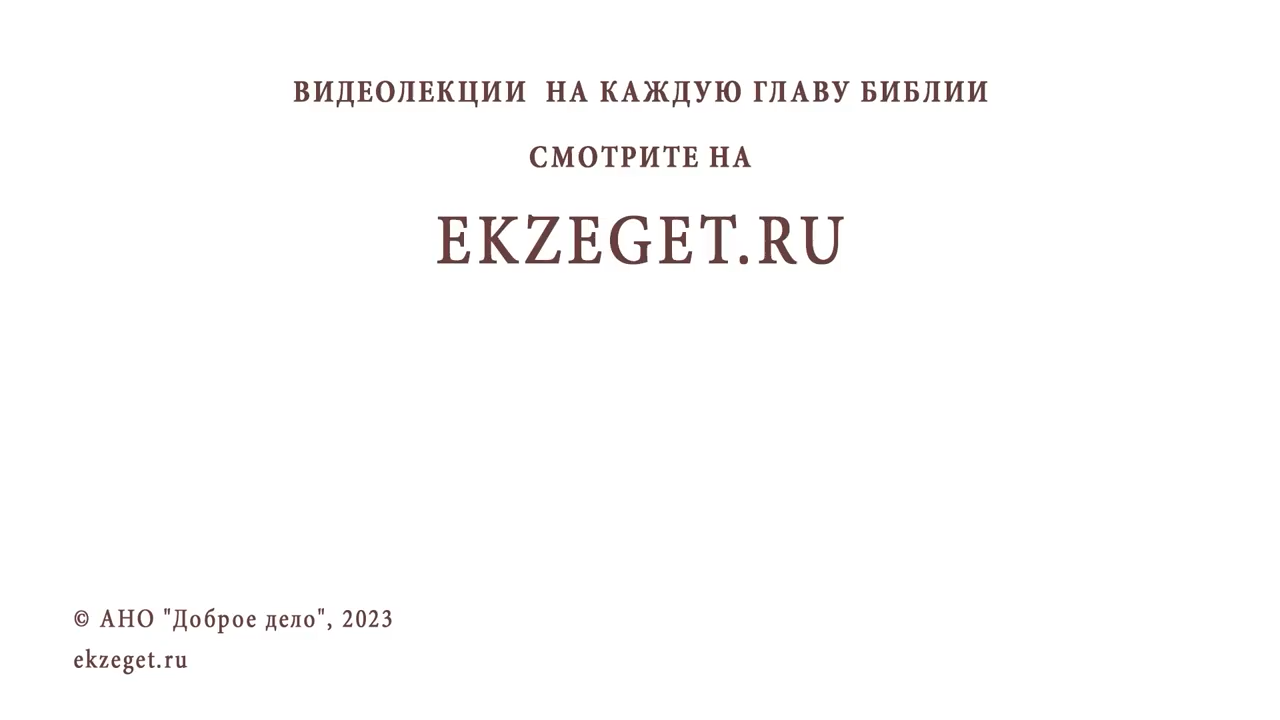 ВИДЕОЛЕКЦИИ НА КАЖДУЮ ГЛАВУ БИБЛИИ
СМОТРИТЕ НА
EKZEGET.RU
© АНО "Доброе дело", 2023
ekzeget.ru